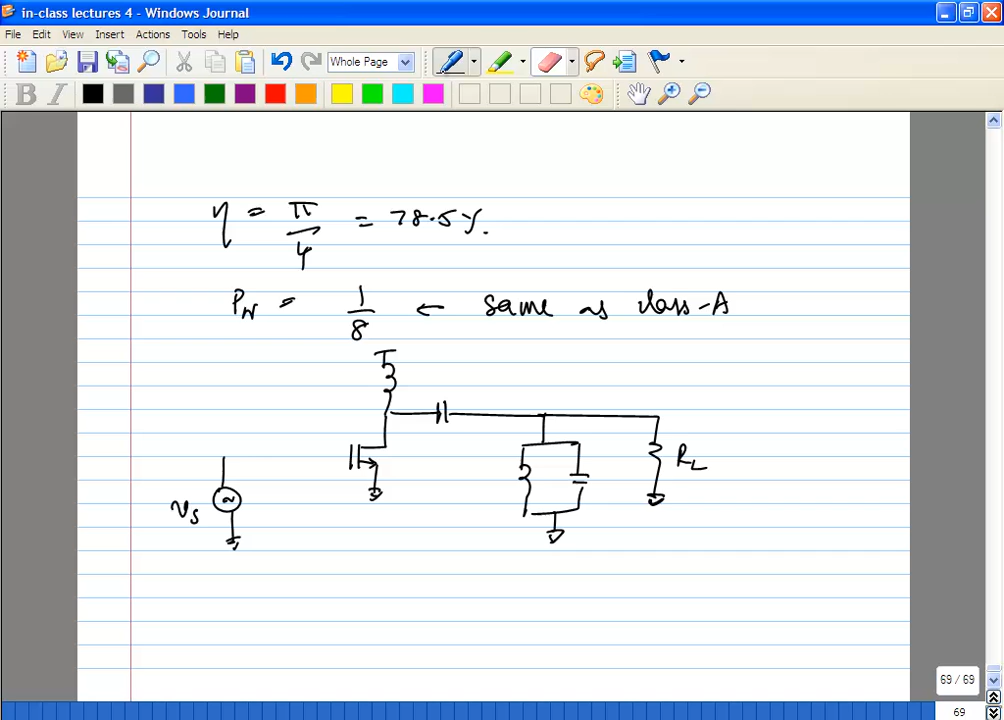 in-class lectures 4 - Windows Journal
File Edit View Insert Actions Tools Help
Whole Page
B I
η = π/4 = 78.5%.
PN = 1/8 ← same as class-A
RL
vs
69 / 69
69